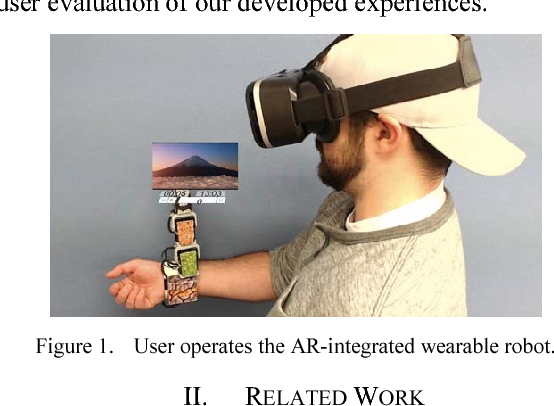 user evaluation of our developed experiences.
Figure 1. User operates the AR-integrated wearable robot.
II. RELATED WORK